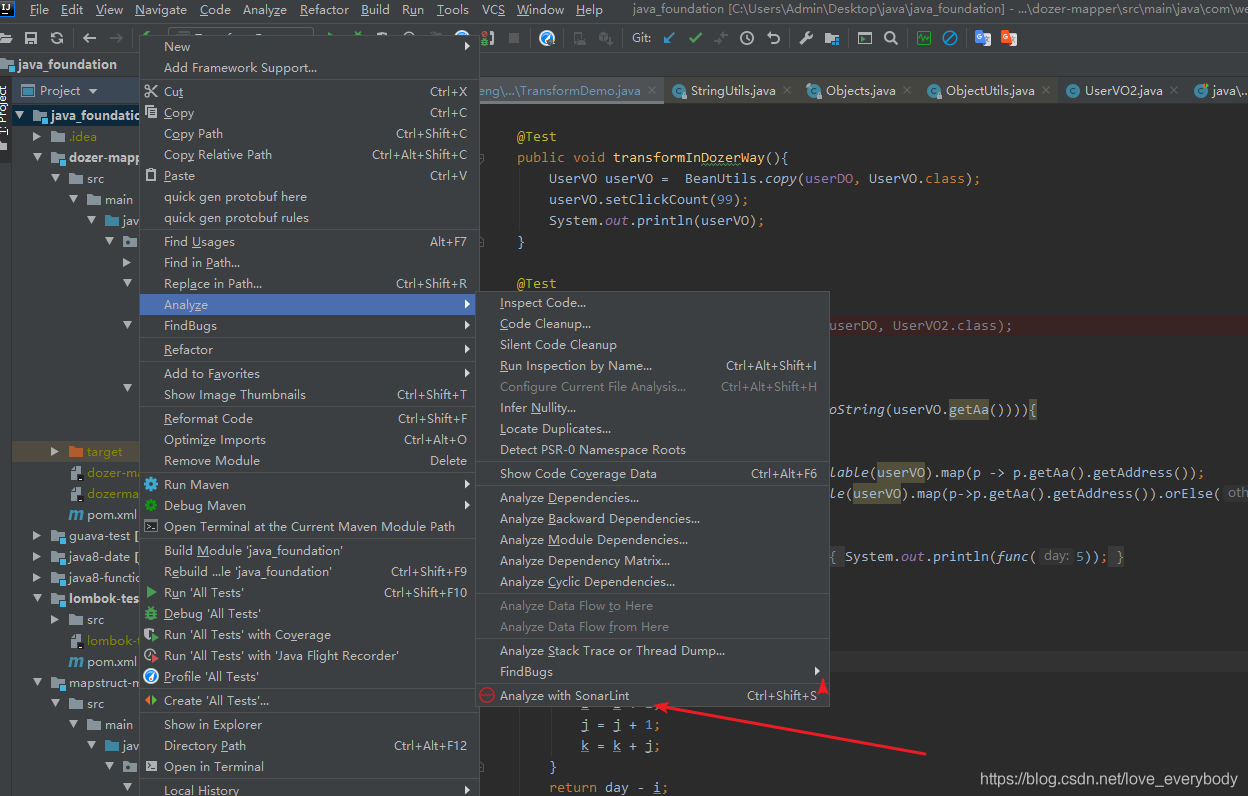 File Edit View Navigate Code Analyze Refactor Build Run Tools VCS Window Help java_foundation [C:\Users\Admin\Desktop\java\java_foundation] - ...\dozer-mapper\src\main\java\com\we
Git:
java_foundation
Project
1: Project
eng\...\TransformDemo.java StringUtils.java Objects.java ObjectUtils.java UserVO2.java java\...
java_foundatio
.idea
dozer-mapp
src
main
jav
target
dozer-ma
dozerma
pom.xml
guava-test [
java8-date [
java8-functio
lombok-tes
src
lombok-t
pom.xml
mapstruct-m
src
main
jav
New
Add Framework Support...
Cut Ctrl+X
Copy Ctrl+C
Copy Path Ctrl+Shift+C
Copy Relative Path Ctrl+Alt+Shift+C
Paste Ctrl+V
quick gen protobuf here
quick gen protobuf rules
Find Usages Alt+F7
Find in Path...
Replace in Path... Ctrl+Shift+R
Analyze
FindBugs
Refactor
Add to Favorites
Show Image Thumbnails Ctrl+Shift+T
Reformat Code Ctrl+Shift+F
Optimize Imports Ctrl+Alt+O
Remove Module Delete
Run Maven
Debug Maven
Open Terminal at the Current Maven Module Path
Build Module 'java_foundation'
Rebuild ...le 'java_foundation' Ctrl+Shift+F9
Run 'All Tests' Ctrl+Shift+F10
Debug 'All Tests'
Run 'All Tests' with Coverage
Run 'All Tests' with 'Java Flight Recorder'
Profile 'All Tests'
Create 'All Tests'...
Show in Explorer
Directory Path Ctrl+Alt+F12
Open in Terminal
Local History
Inspect Code...
Code Cleanup...
Silent Code Cleanup
Run Inspection by Name... Ctrl+Alt+Shift+I
Configure Current File Analysis... Ctrl+Alt+Shift+H
Infer Nullity...
Locate Duplicates...
Detect PSR-0 Namespace Roots
Show Code Coverage Data Ctrl+Alt+F6
Analyze Dependencies...
Analyze Backward Dependencies...
Analyze Module Dependencies...
Analyze Dependency Matrix...
Analyze Cyclic Dependencies...
Analyze Data Flow to Here
Analyze Data Flow from Here
Analyze Stack Trace or Thread Dump...
FindBugs
Analyze with SonarLint Ctrl+Shift+S
@Test
public void transformInDozerWay(){
UserVO userVO = BeanUtils.copy(userDO, UserVO.class);
userVO.setClickCount(99);
System.out.println(userVO);
}
@Test
userDO, UserVO2.class);
oString(userVO.getAa()))){
lable(userVO).map(p -> p.getAa().getAddress());
le(userVO).map(p->p.getAa().getAddress()).orElse( oth
{ System.out.println(func( day: 5)); }
j = j + 1;
k = k + j;
}
return day - i;
https://blog.csdn.net/love_everybody